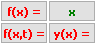 f(x) = x
f(x,t) = y(x) =